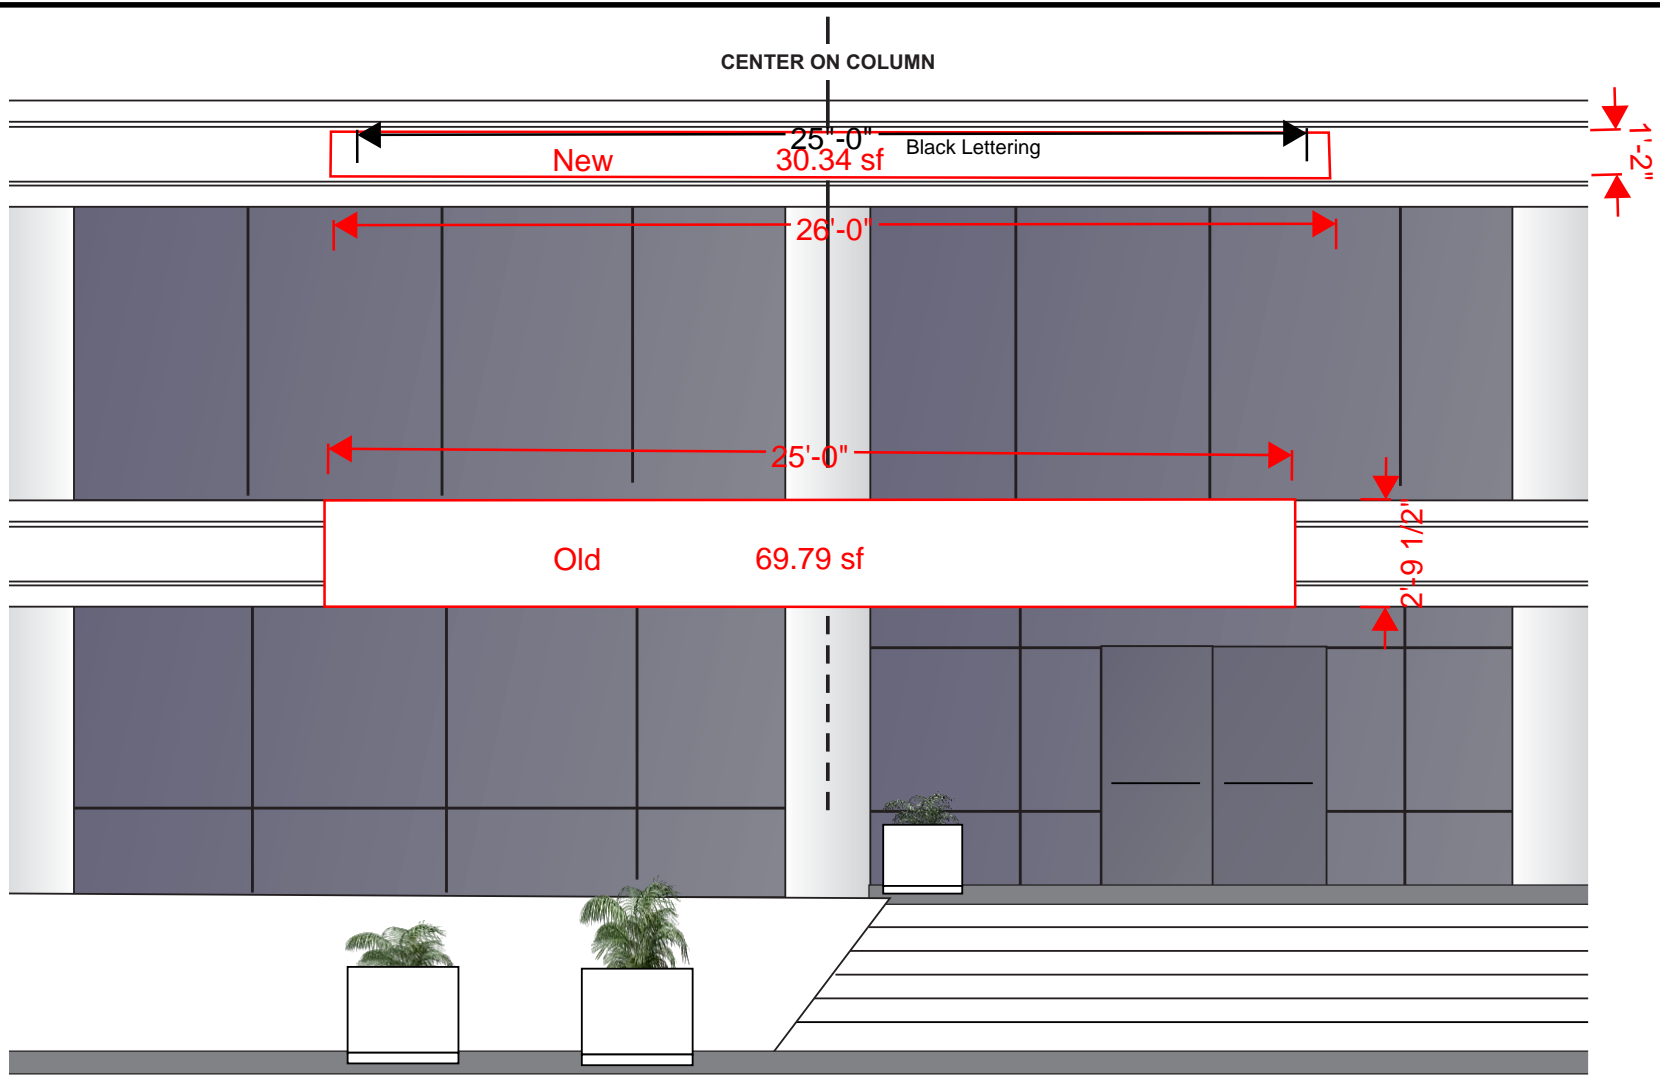 CENTER ON COLUMN
25"-0"
Black Lettering
New 30.34 sf
1'-2"
26'-0"
25'-0"
Old 69.79 sf
2'-9 1/2"